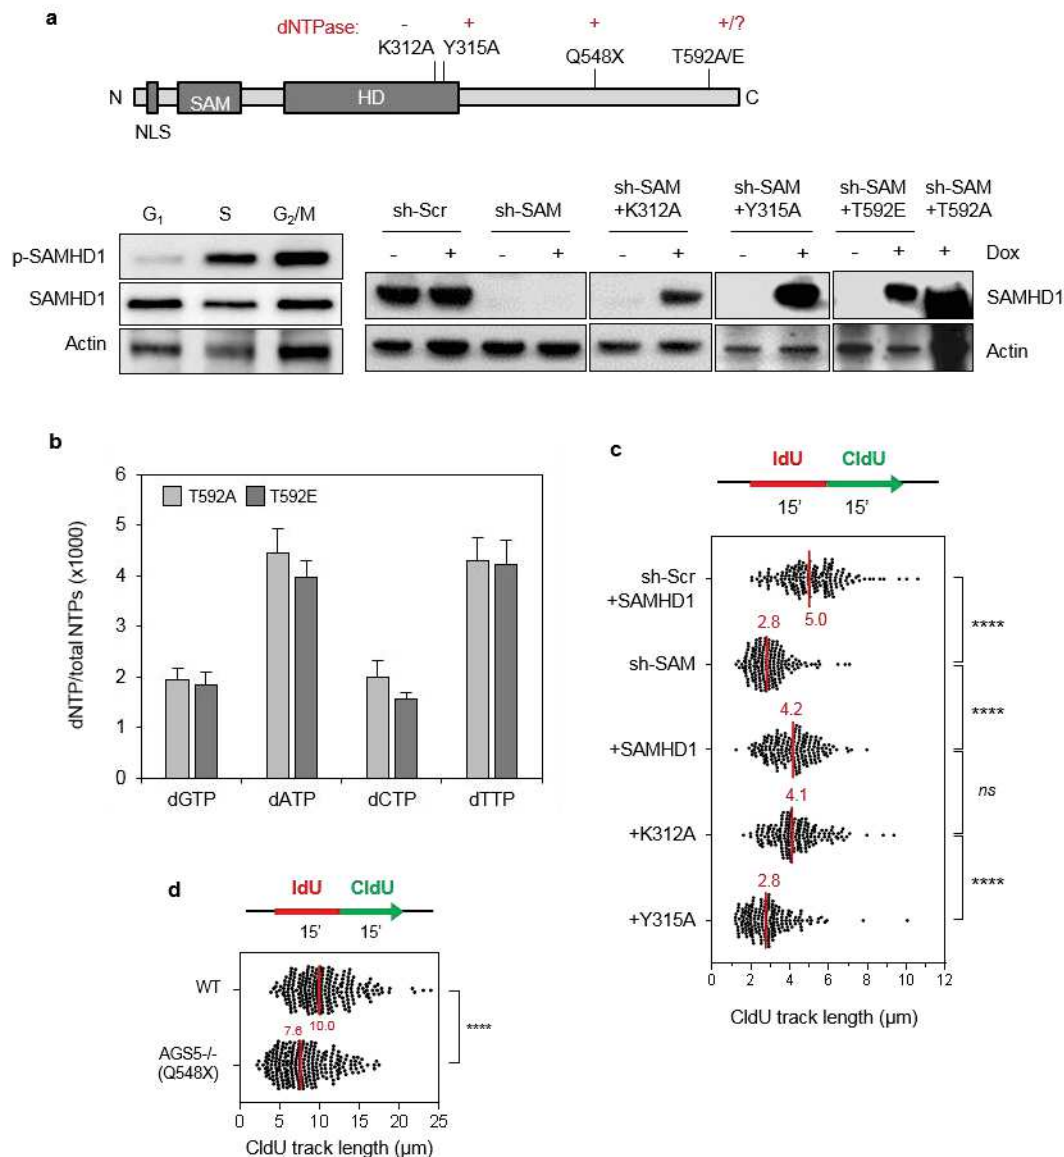 a
dNTPase: - + + +/?
K312A Y315A Q548X T592A/E
N SAM HD C
NLS
G1 S G2/M
p-SAMHD1
SAMHD1
Actin
sh-Scr sh-SAM sh-SAM +K312A sh-SAM +Y315A sh-SAM +T592E sh-SAM +T592A
- + - + - + - + - + + Dox
SAMHD1
Actin
b
dNTP/total NTPs (x1000)
6
5
4
3
2
1
0
T592A T592E
dGTP dATP dCTP dTTP
c
IdU CldU
15' 15'
sh-Scr
+SAMHD1
5.0
****
2.8
sh-SAM
****
4.2
+SAMHD1
ns
4.1
+K312A
****
2.8
+Y315A
0 2 4 6 8 10 12
CldU track length (µm)
d
IdU CldU
15' 15'
WT
10.0
****
7.6
AGS5-/-
(Q548X)
0 5 10 15 20 25
CldU track length (µm)